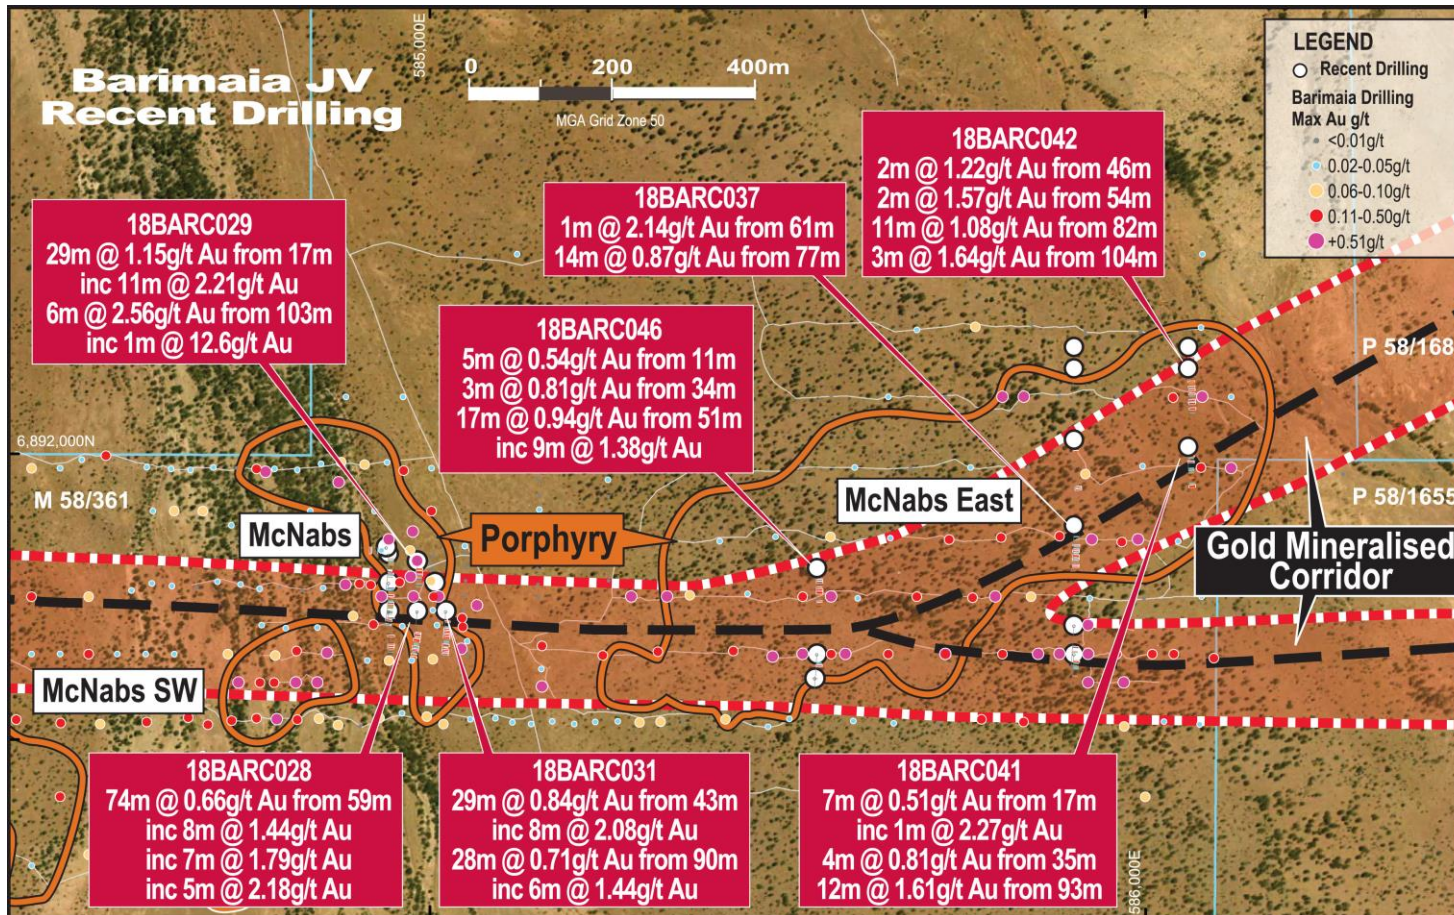 Barimaia JV
Recent Drilling
585,000E
0 200 400m
MGA Grid Zone 50
LEGEND
Recent Drilling
Barimaia Drilling
Max Au g/t
<0.01g/t
0.02-0.05g/t
0.06-0.10g/t
0.11-0.50g/t
+0.51g/t
18BARC042
2m @ 1.22g/t Au from 46m
2m @ 1.57g/t Au from 54m
11m @ 1.08g/t Au from 82m
3m @ 1.64g/t Au from 104m
18BARC037
1m @ 2.14g/t Au from 61m
14m @ 0.87g/t Au from 77m
18BARC029
29m @ 1.15g/t Au from 17m
inc 11m @ 2.21g/t Au
6m @ 2.56g/t Au from 103m
inc 1m @ 12.6g/t Au
18BARC046
5m @ 0.54g/t Au from 11m
3m @ 0.81g/t Au from 34m
17m @ 0.94g/t Au from 51m
inc 9m @ 1.38g/t Au
P 58/168
6,892,000N
M 58/361
McNabs East
P 58/1655
McNabs
Porphyry
Gold Mineralised
Corridor
McNabs SW
18BARC028
74m @ 0.66g/t Au from 59m
inc 8m @ 1.44g/t Au
inc 7m @ 1.79g/t Au
inc 5m @ 2.18g/t Au
18BARC031
29m @ 0.84g/t Au from 43m
inc 8m @ 2.08g/t Au
28m @ 0.71g/t Au from 90m
inc 6m @ 1.44g/t Au
18BARC041
7m @ 0.51g/t Au from 17m
inc 1m @ 2.27g/t Au
4m @ 0.81g/t Au from 35m
12m @ 1.61g/t Au from 93m
586,000E